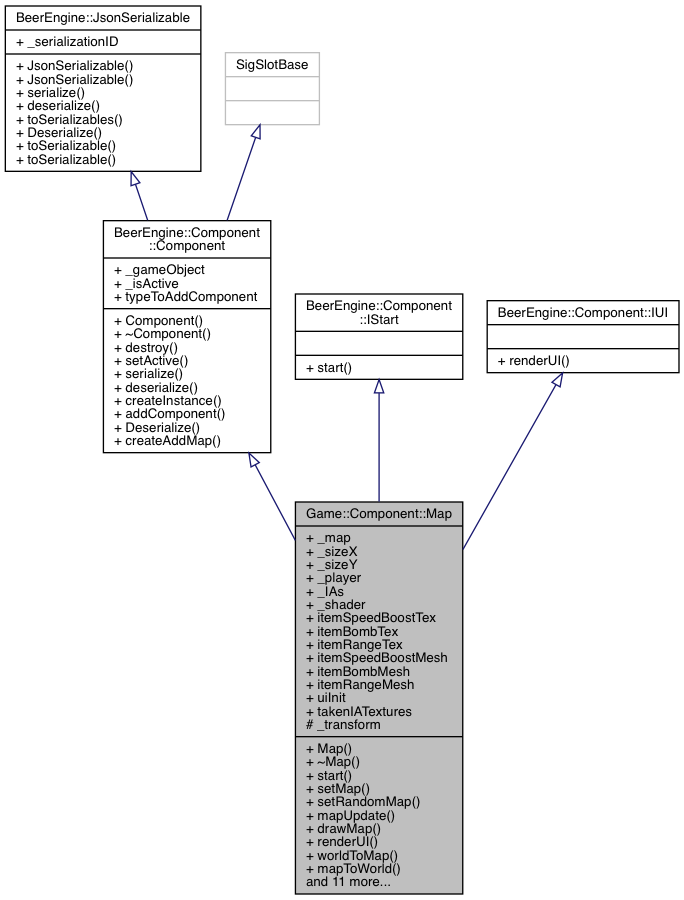 BeerEngine::JsonSerializable
+ _serializationID
+ JsonSerializable()
+ JsonSerializable()
+ serialize()
+ deserialize()
+ toSerializables()
+ Deserialize()
+ toSerializable()
+ toSerializable()
SigSlotBase
BeerEngine::Component
::Component
+ _gameObject
+ _isActive
+ typeToAddComponent
+ Component()
+ ~Component()
+ destroy()
+ setActive()
+ serialize()
+ deserialize()
+ createInstance()
+ addComponent()
+ Deserialize()
+ createAddMap()
BeerEngine::Component
::IStart
+ start()
BeerEngine::Component::IUI
+ renderUI()
Game::Component::Map
+ _map
+ _sizeX
+ _sizeY
+ _player
+ _IAs
+ _shader
+ itemSpeedBoostTex
+ itemBombTex
+ itemRangeTex
+ itemSpeedBoostMesh
+ itemBombMesh
+ itemRangeMesh
+ uiInit
+ takenIATextures
# _transform
+ Map()
+ ~Map()
+ start()
+ setMap()
+ setRandomMap()
+ mapUpdate()
+ drawMap()
+ renderUI()
+ worldToMap()
+ mapToWorld()
and 11 more...